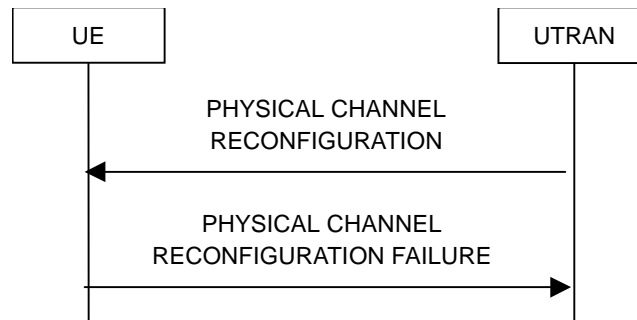 UE
UTRAN
PHYSICAL CHANNEL
RECONFIGURATION
PHYSICAL CHANNEL
RECONFIGURATION FAILURE